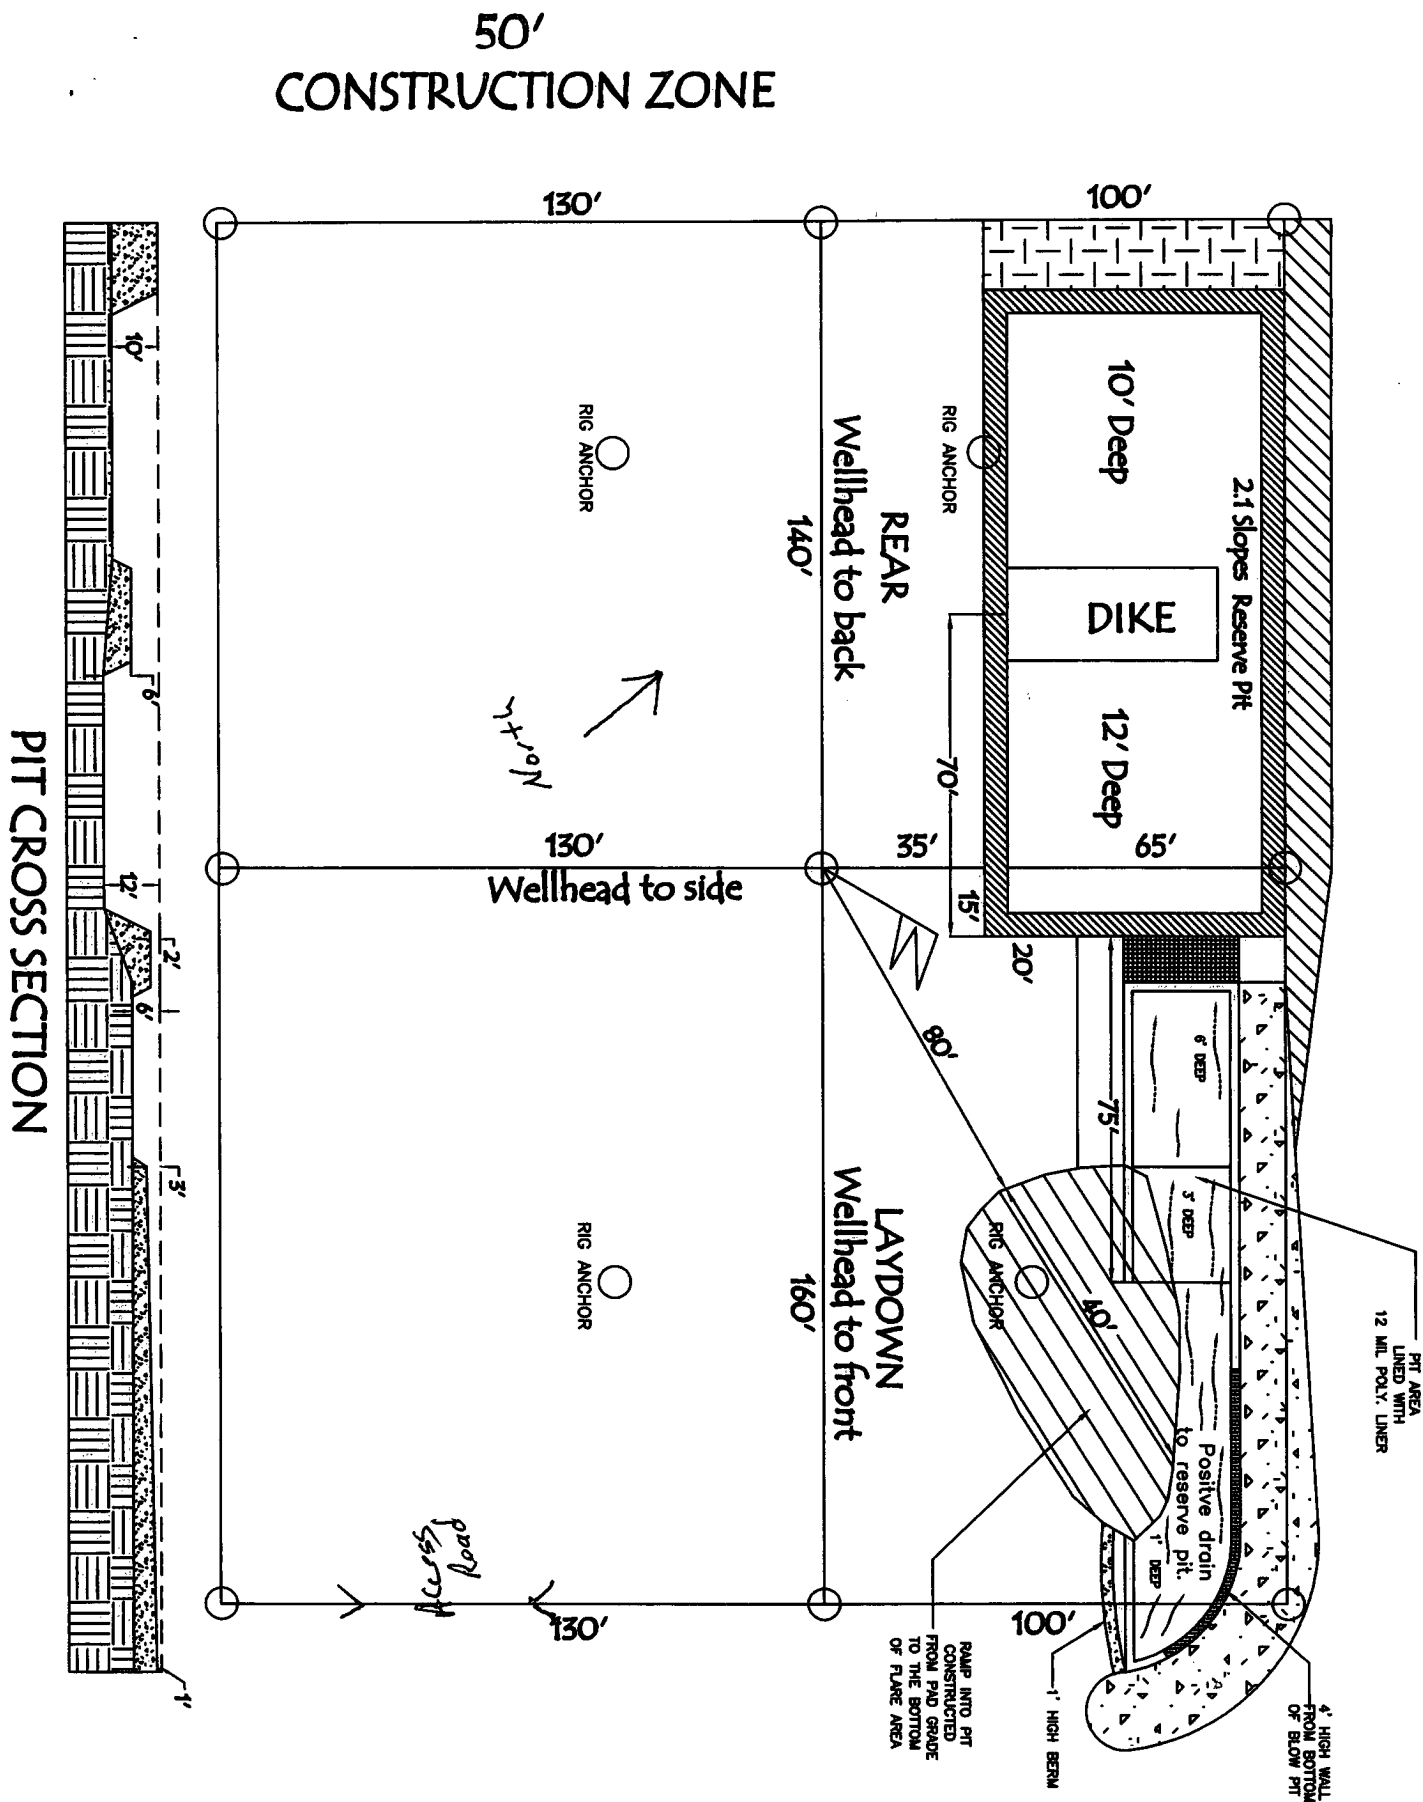 50'
CONSTRUCTION ZONE
130'
100'
10' Deep
2.1 Slopes Reserve Pit
DIKE
12' Deep
RIG ANCHOR
RIG ANCHOR
REAR
Wellhead to back
140'
North
70'
35'
65'
15'
20'
130'
Wellhead to side
80'
75'
6' DEEP
3' DEEP
PIT AREA
LINED WITH
12 MIL POLY. LINER
LAYDOWN
Wellhead to front
160'
RIG ANCHOR
RIG ANCHOR
40'
Positve drain
to reserve pit.
1' DEEP
Access
Road
130'
100'
RAMP INTO PIT
CONSTRUCTED
FROM PAD GRADE
TO THE BOTTOM
OF FLARE AREA
1' HIGH BERM
4' HIGH WALL
FROM BOTTOM
OF BLOW PIT
10'
6'
12'
2'
6'
3'
1'
PIT CROSS SECTION